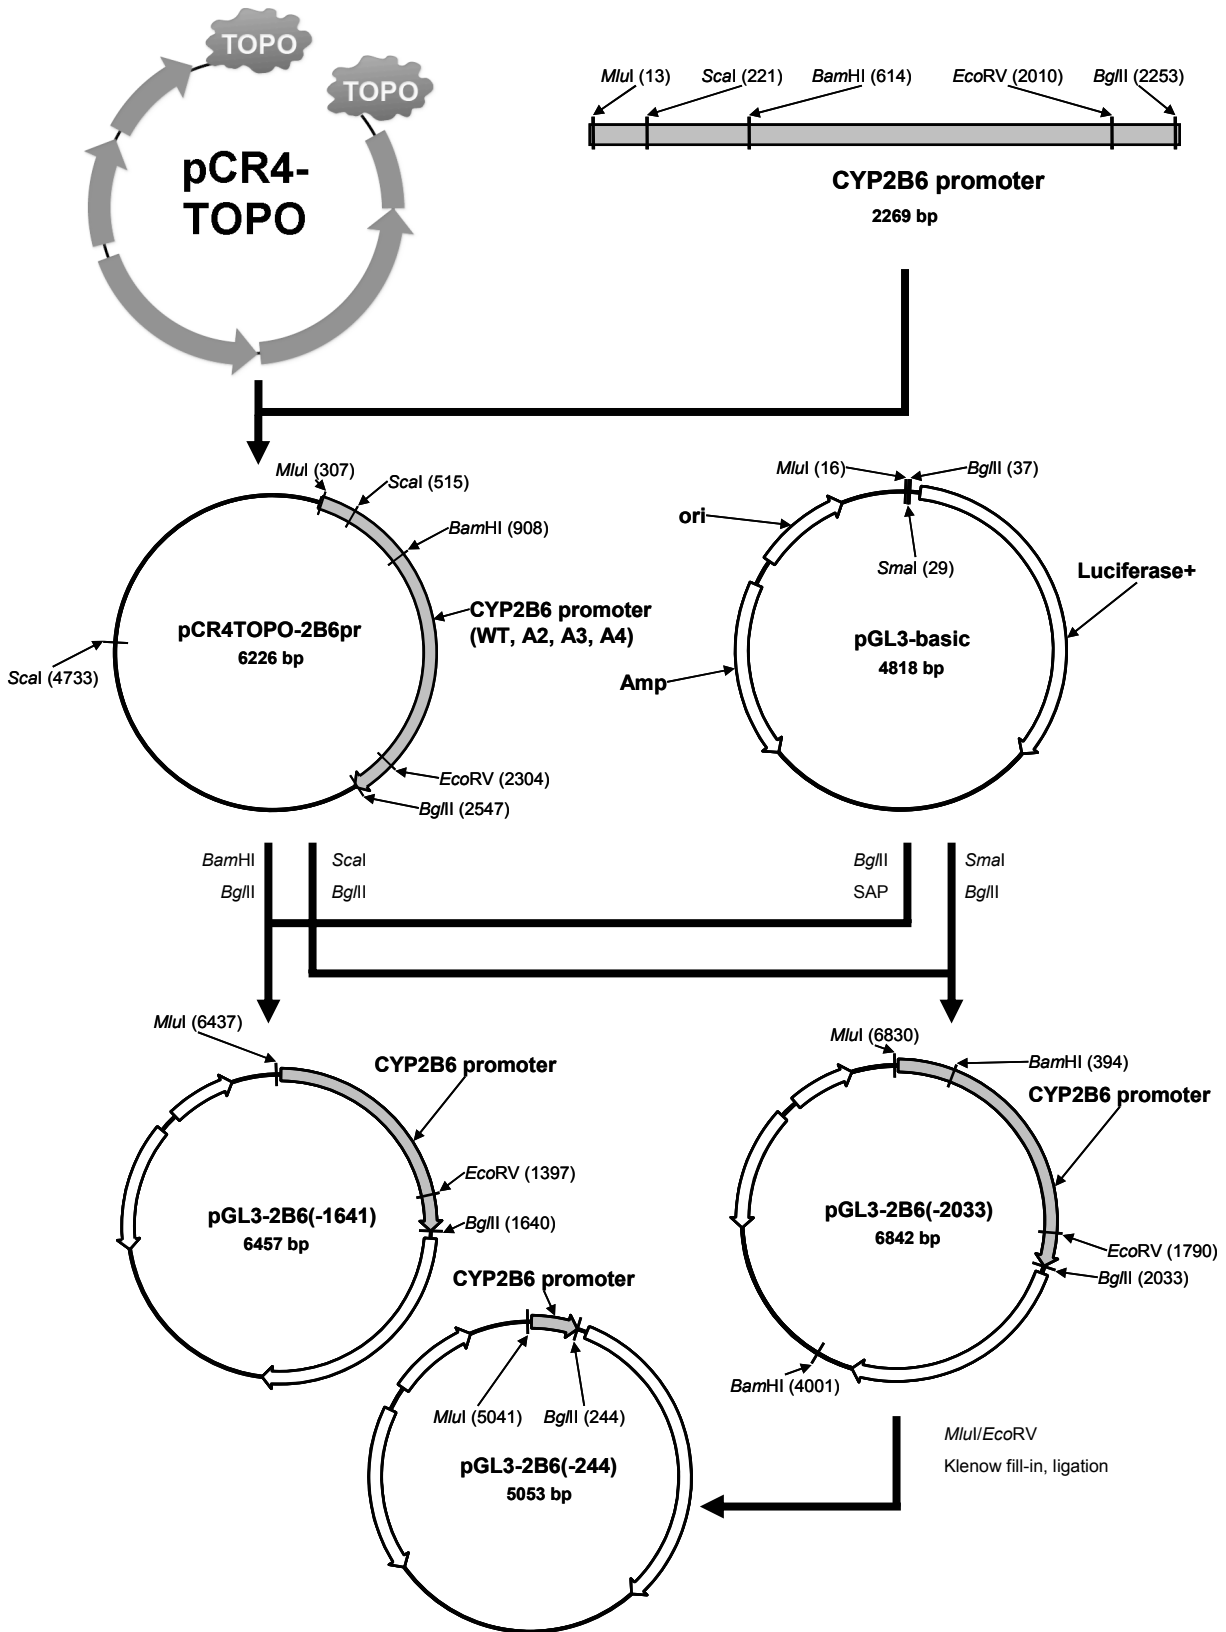 TOPO
TOPO
pCR4-
TOPO
MluI (13)
ScaI (221)
BamHI (614)
EcoRV (2010)
BglII (2253)
CYP2B6 promoter
2269 bp
MluI (307)
ScaI (515)
BamHI (908)
CYP2B6 promoter
(WT, A2, A3, A4)
pCR4TOPO-2B6pr
6226 bp
ScaI (4733)
EcoRV (2304)
BglII (2547)
MluI (16)
BglII (37)
ori
SmaI (29)
Luciferase+
pGL3-basic
4818 bp
Amp
BamHI
BglII
ScaI
BglII
BglII
SAP
SmaI
BglII
MluI (6437)
CYP2B6 promoter
EcoRV (1397)
pGL3-2B6(-1641)
6457 bp
BglII (1640)
MluI (6830)
BamHI (394)
CYP2B6 promoter
pGL3-2B6(-2033)
6842 bp
EcoRV (1790)
BglII (2033)
BamHI (4001)
CYP2B6 promoter
MluI (5041)
BglII (244)
pGL3-2B6(-244)
5053 bp
MluI/EcoRV
Klenow fill-in, ligation